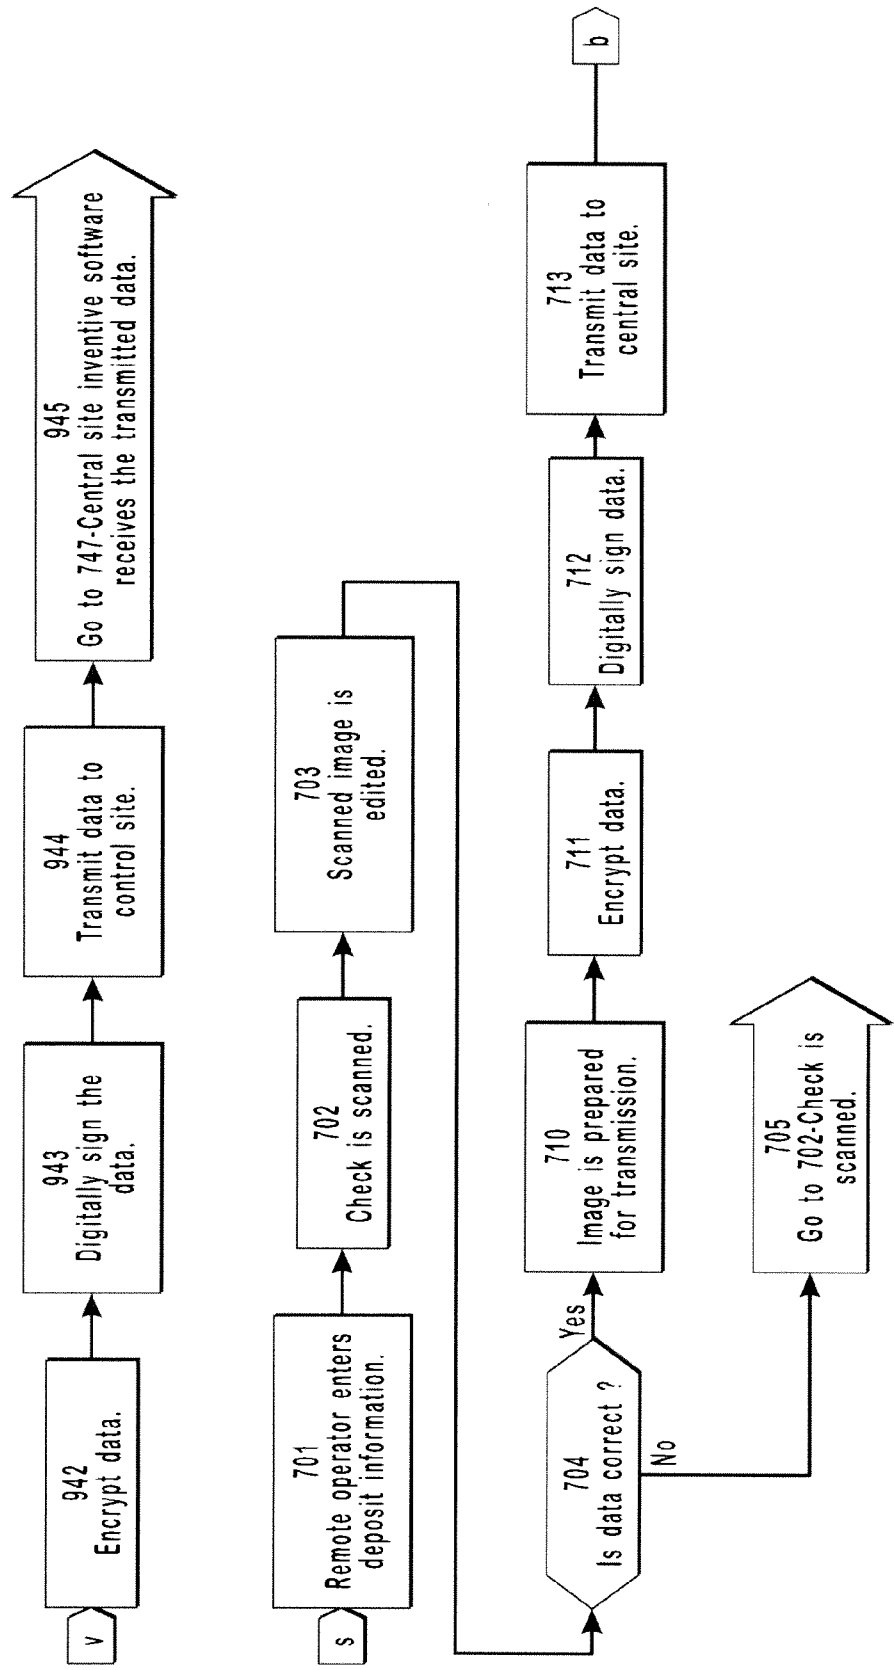 v
942
Encrypt data.
943
Digitally sign the
data.
944
Transmit data to
control site.
945
Go to 747-Central site inventive software
receives the transmitted data.
s
701
Remote operator enters
deposit information.
702
Check is scanned.
703
Scanned image is
edited.
704
Is data correct ?
Yes
No
710
Image is prepared
for transmission.
711
Encrypt data.
712
Digitally sign data.
713
Transmit data to
central site.
b
705
Go to 702-Check is
scanned.